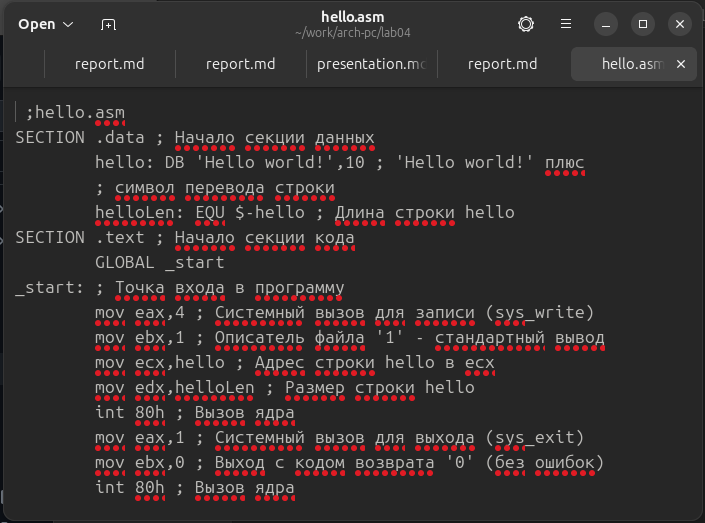 Open
hello.asm
~/work/arch-pc/lab04
report.md
report.md
presentation.mc
report.md
hello.asm
;hello.asm
SECTION .data ; Начало секции данных
hello: DB 'Hello world!',10 ; 'Hello world!' плюс
; символ перевода строки
helloLen: EQU $-hello ; Длина строки hello
SECTION .text ; Начало секции кода
GLOBAL _start
_start: ; Точка входа в программу
mov eax,4 ; Системный вызов для записи (sys_write)
mov ebx,1 ; Описатель файла '1' - стандартный вывод
mov ecx,hello ; Адрес строки hello в ecx
mov edx,helloLen ; Размер строки hello
int 80h ; Вызов ядра
mov eax,1 ; Системный вызов для выхода (sys_exit)
mov ebx,0 ; Выход с кодом возврата '0' (без ошибок)
int 80h ; Вызов ядра